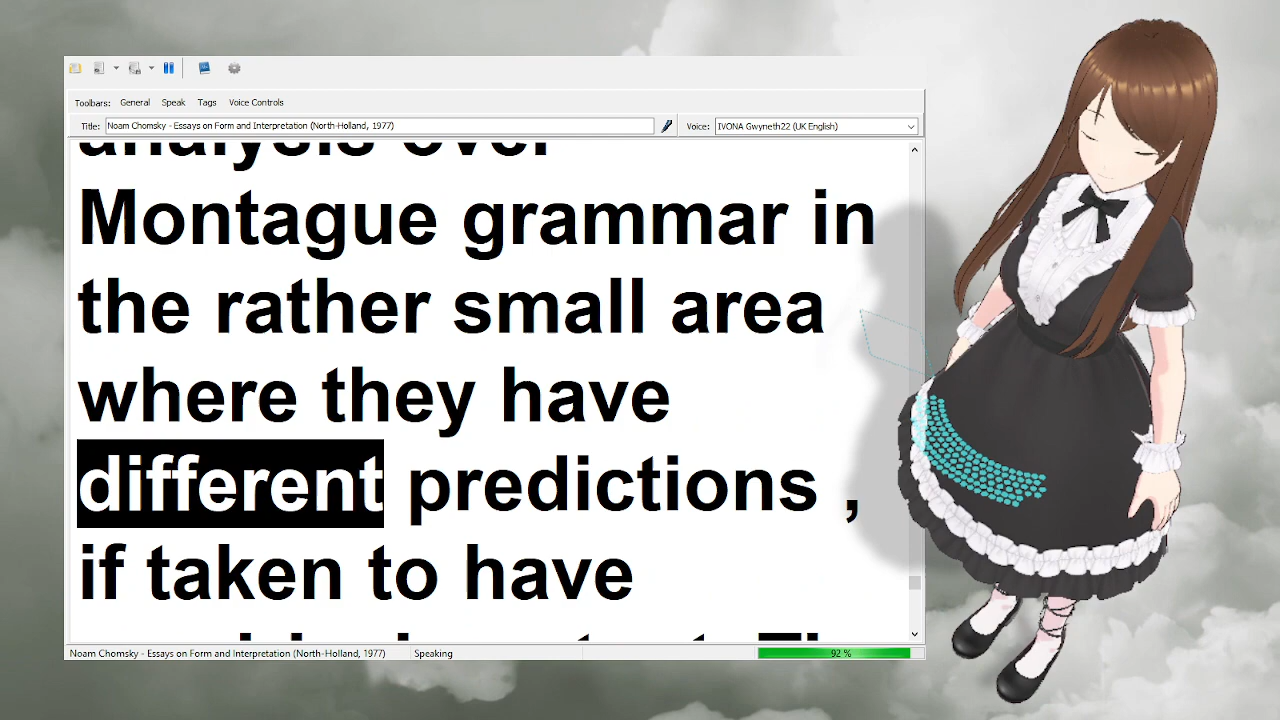 Toolbars: General Speak Tags Voice Controls
Title: Noam Chomsky - Essays on Form and Interpretation (North-Holland, 1977) Voice: IVONA Gwyneth22 (UK English)
analysis over
Montague grammar in
the rather small area
where they have
different predictions ,
if taken to have
Noam Chomsky - Essays on Form and Interpretation (North-Holland, 1977) Speaking 92 %